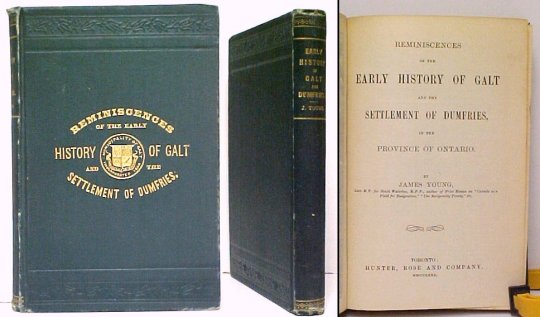 REMINISCENCES
OF THE EARLY
HISTORY OF GALT
AND THE
SETTLEMENT OF DUMFRIES,
EARLY
HISTORY
OF
GALT
AND
DUMFRIES
J. YOUNG
REMINISCENCES
OF THE
EARLY HISTORY OF GALT
AND THE
SETTLEMENT OF DUMFRIES,
IN THE
PROVINCE OF ONTARIO.
BY
JAMES YOUNG,
TORONTO:
HUNTER, ROSE AND COMPANY.